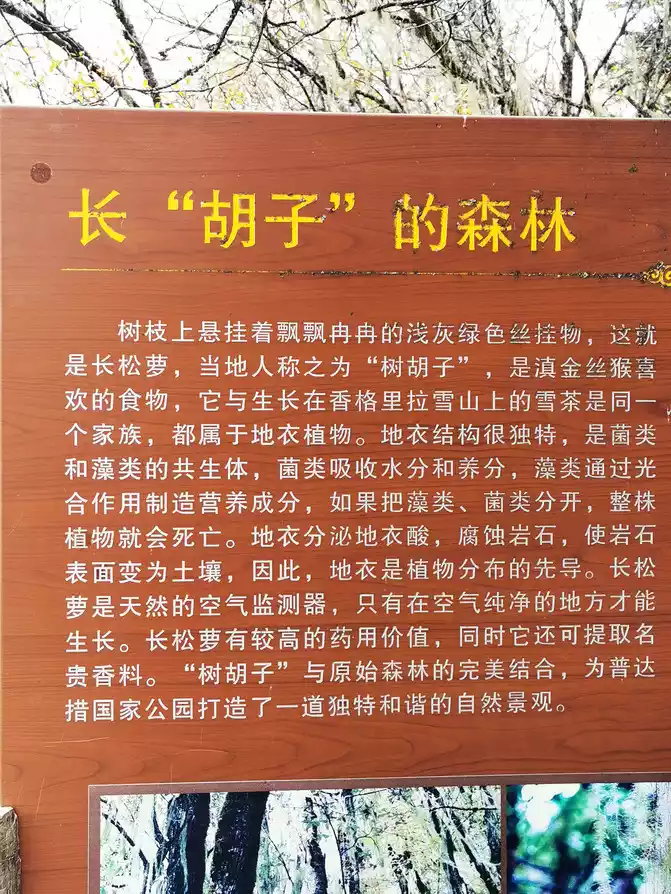 长“胡子”的森林
树枝上悬挂着飘飘冉冉的浅灰绿色丝挂物，这就
是长松萝，当地人称之为“树胡子”，是滇金丝猴喜
欢的食物，它与生长在香格里拉雪山上的雪茶是同一
个家族，都属于地衣植物。地衣结构很独特，是菌类
和藻类的共生体，菌类吸收水分和养分，藻类通过光
合作用制造营养成分，如果把藻类、菌类分开，整株
植物就会死亡。地衣分泌地衣酸，腐蚀岩石，使岩石
表面变为土壤，因此，地衣是植物分布的先导。长松
萝是天然的空气监测器，只有在空气纯净的地方才能
生长。长松萝有较高的药用价值，同时它还可提取名
贵香料。“树胡子”与原始森林的完美结合，为普达
措国家公园打造了一道独特和谐的自然景观。